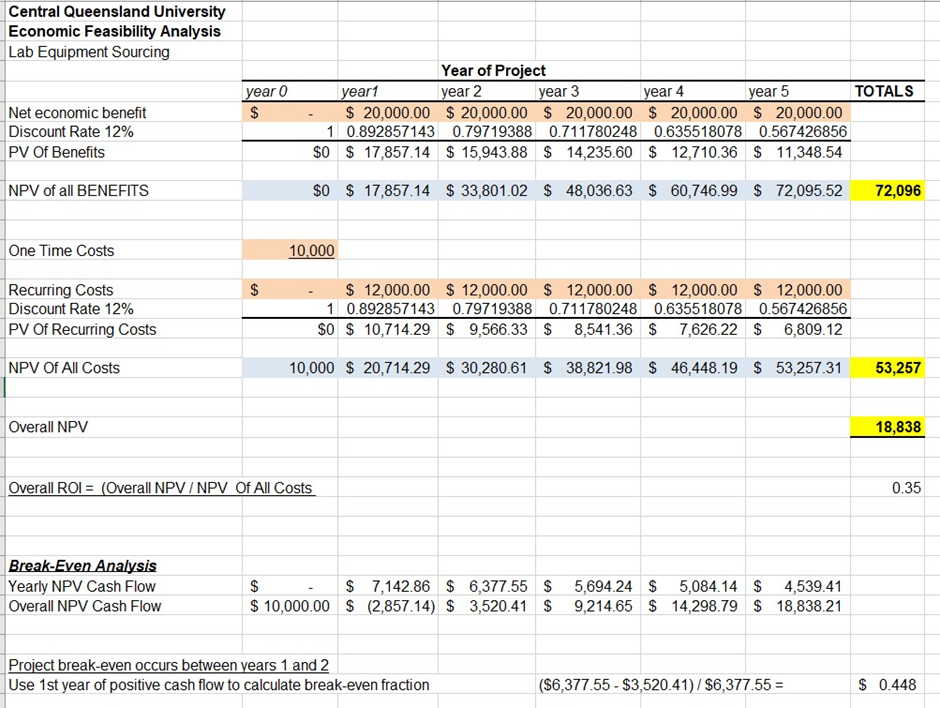 Central Queensland University
Economic Feasibility Analysis
Lab Equipment Sourcing
Year of Project
year 0 year1 year 2 year 3 year 4 year 5 TOTALS
Net economic benefit $ - $ 20,000.00 $ 20,000.00 $ 20,000.00 $ 20,000.00 $ 20,000.00
Discount Rate 12% 1 0.892857143 0.79719388 0.711780248 0.635518078 0.567426856
PV Of Benefits $0 $ 17,857.14 $ 15,943.88 $ 14,235.60 $ 12,710.36 $ 11,348.54
NPV of all BENEFITS $0 $ 17,857.14 $ 33,801.02 $ 48,036.63 $ 60,746.99 $ 72,095.52 72,096
One Time Costs 10,000
Recurring Costs $ - $ 12,000.00 $ 12,000.00 $ 12,000.00 $ 12,000.00 $ 12,000.00
Discount Rate 12% 1 0.892857143 0.79719388 0.711780248 0.635518078 0.567426856
PV Of Recurring Costs $0 $ 10,714.29 $ 9,566.33 $ 8,541.36 $ 7,626.22 $ 6,809.12
NPV Of All Costs 10,000 $ 20,714.29 $ 30,280.61 $ 38,821.98 $ 46,448.19 $ 53,257.31 53,257
Overall NPV 18,838
Overall ROI = (Overall NPV / NPV Of All Costs 0.35
Break-Even Analysis
Yearly NPV Cash Flow $ - $ 7,142.86 $ 6,377.55 $ 5,694.24 $ 5,084.14 $ 4,539.41
Overall NPV Cash Flow $ 10,000.00 $ (2,857.14) $ 3,520.41 $ 9,214.65 $ 14,298.79 $ 18,838.21
Project break-even occurs between years 1 and 2
Use 1st year of positive cash flow to calculate break-even fraction ($6,377.55 - $3,520.41) / $6,377.55 = $ 0.448